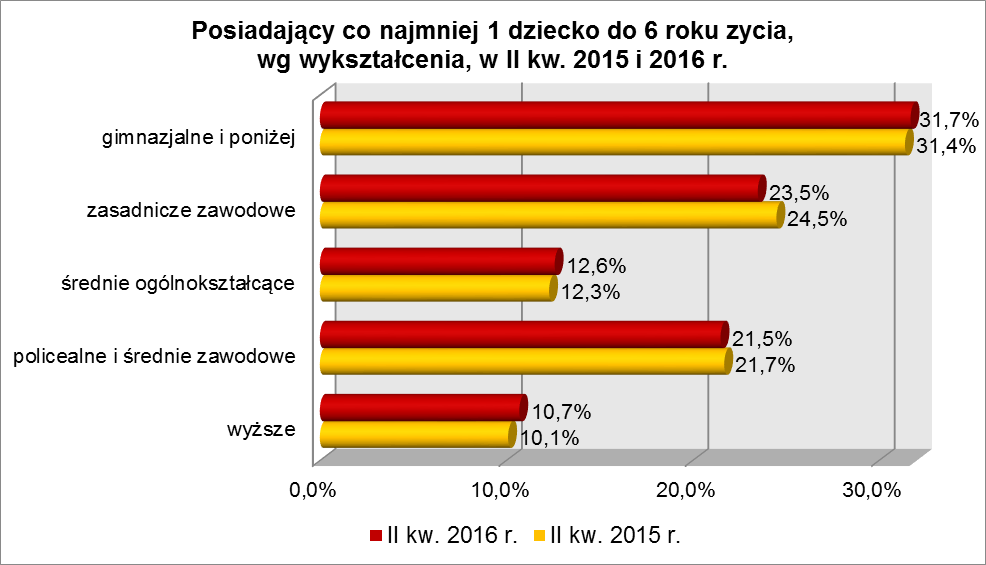 Posiadający co najmniej 1 dziecko do 6 roku zycia,
wg wykształcenia, w II kw. 2015 i 2016 r.
gimnazjalne i poniżej
31,7%
31,4%
zasadnicze zawodowe
23,5%
24,5%
średnie ogólnokształcące
12,6%
12,3%
policealne i średnie zawodowe
21,5%
21,7%
wyższe
10,7%
10,1%
0,0% 10,0% 20,0% 30,0%
II kw. 2016 r. II kw. 2015 r.